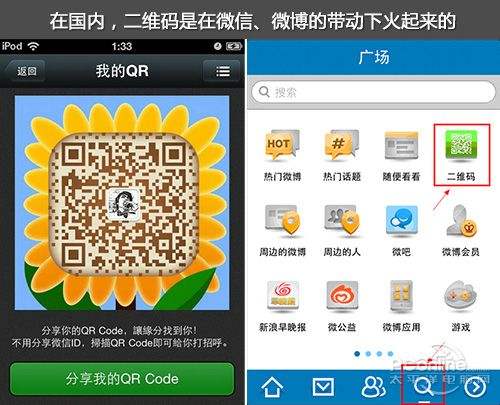 在国内，二维码是在微信、微博的带动下火起来的
iPod 1:33
返回 我的QR
分享你的QR Code，讓緣分找到你！
不用分享微信ID，掃描QR Code即可给你打招呼。
分享我的QR Code
广场
搜索
HOT #
热门微博 热门话题 随便看看 二维码
周边的微博 周边的人 微吧 微博会员
早晚报
新浪早晚报 微公益 微博应用 游戏
PConline
太平洋电脑网